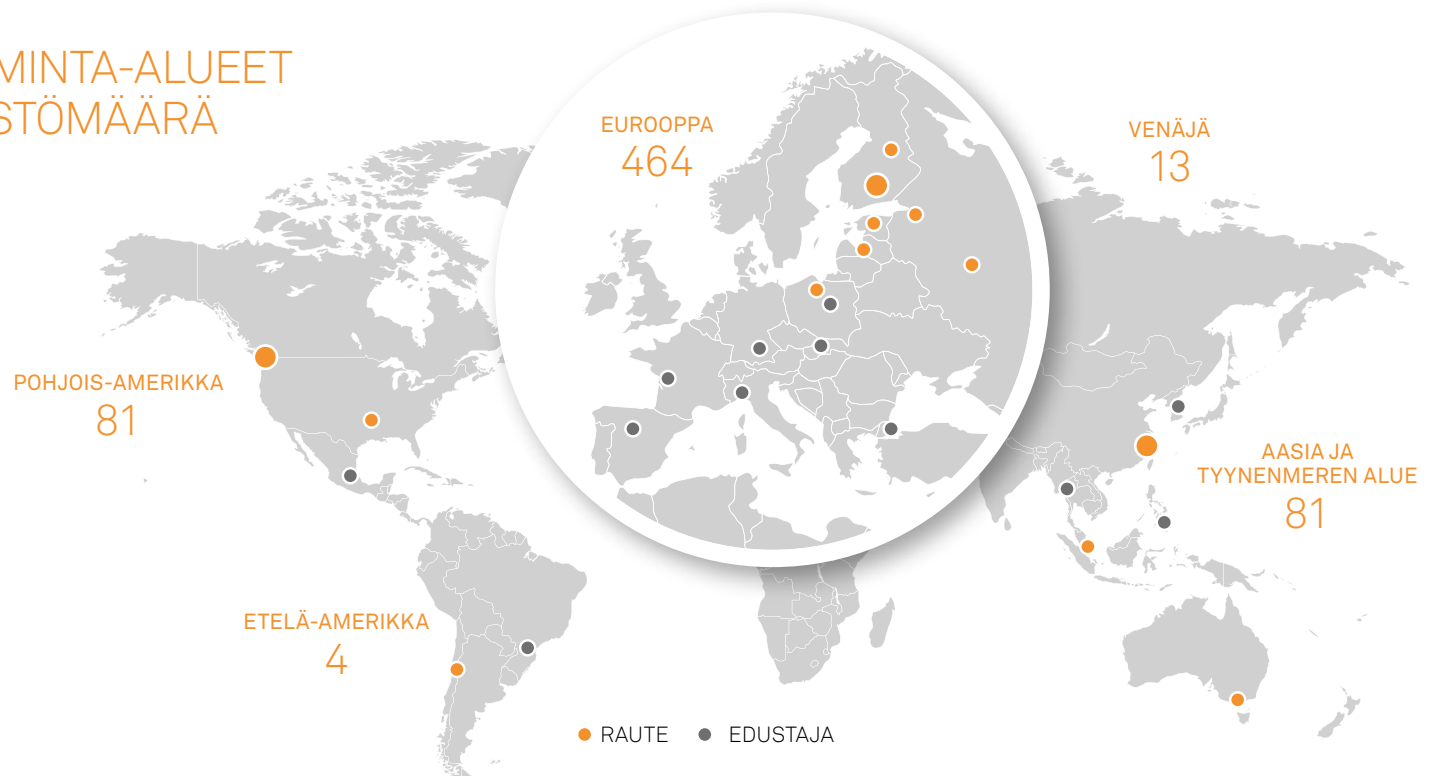 MINTA-ALUEET
STÖMÄÄRÄ
EUROOPPA
464
VENÄJÄ
13
POHJOIS-AMERIKKA
81
AASIA JA
TYYNENMEREN ALUE
81
ETELÄ-AMERIKKA
4
RAUTE EDUSTAJA